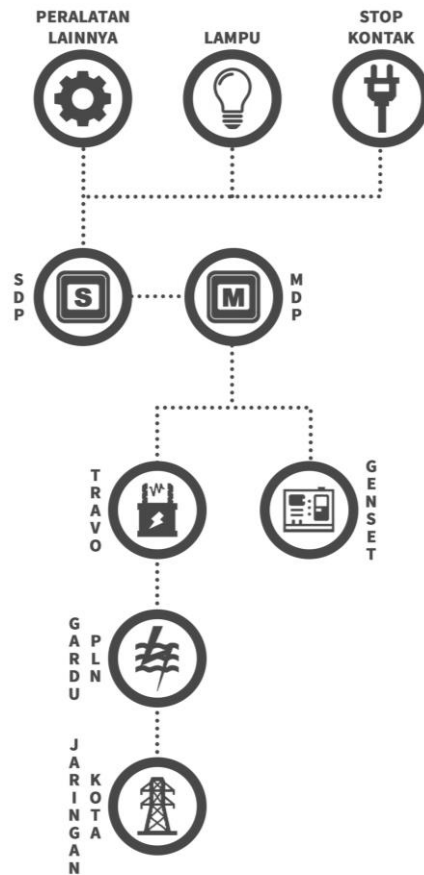 PERALATAN
LAINNYA
LAMPU
STOP
KONTAK
SDP
S
M
MDP
TRAVO
GENSET
GARDU
PLN
JARINGAN
KOTA